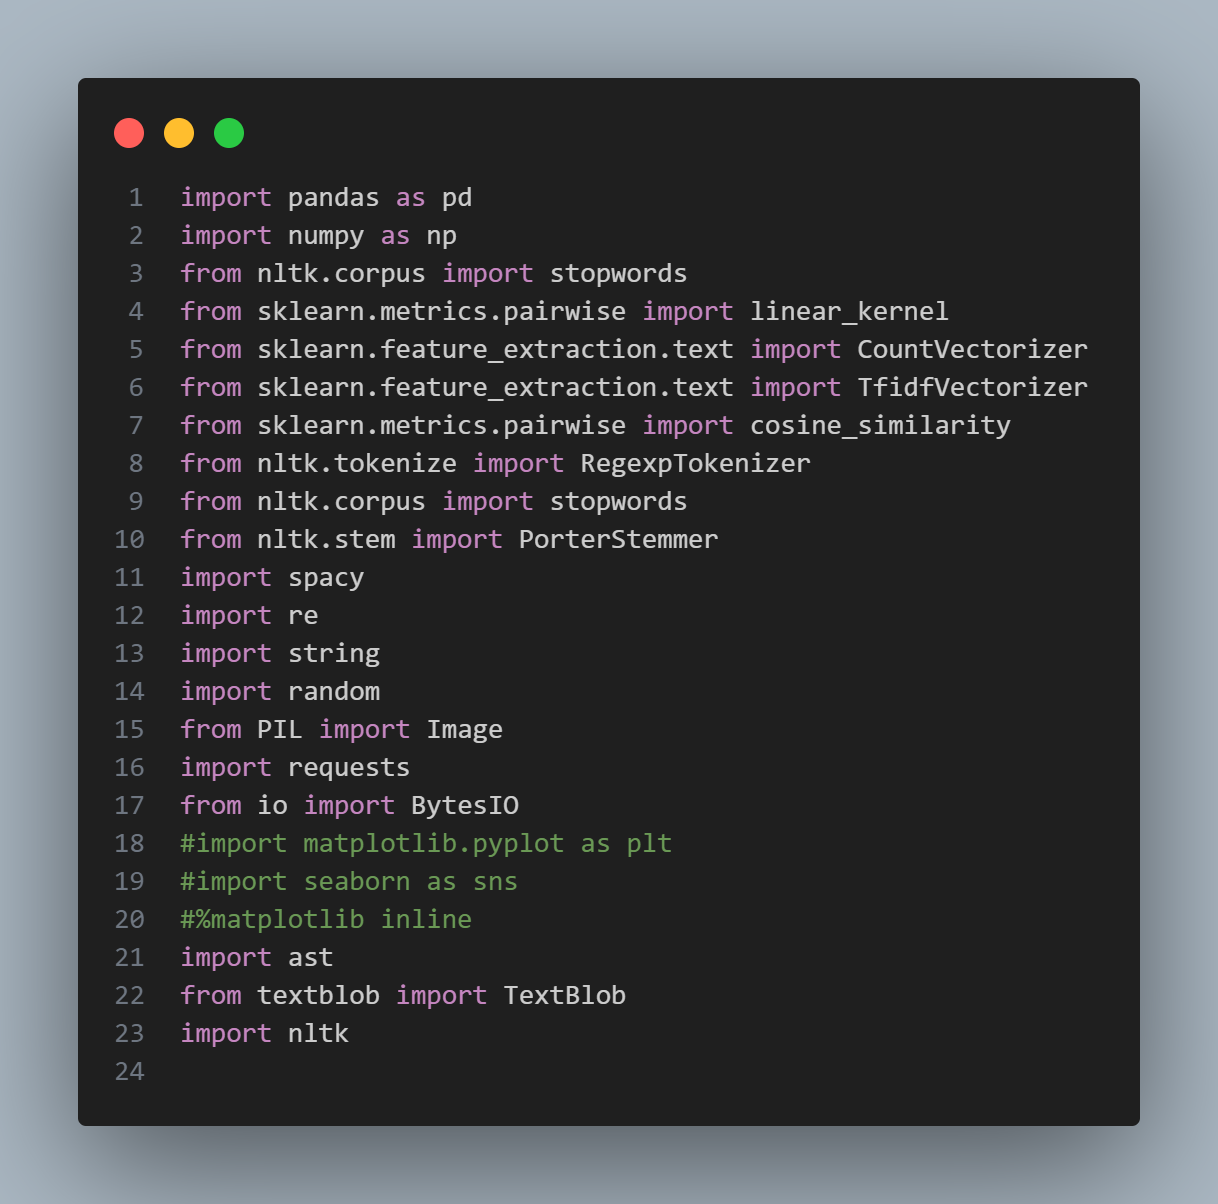 1 import pandas as pd
2 import numpy as np
3 from nltk.corpus import stopwords
4 from sklearn.metrics.pairwise import linear_kernel
5 from sklearn.feature_extraction.text import CountVectorizer
6 from sklearn.feature_extraction.text import TfidfVectorizer
7 from sklearn.metrics.pairwise import cosine_similarity
8 from nltk.tokenize import RegexpTokenizer
9 from nltk.corpus import stopwords
10 from nltk.stem import PorterStemmer
11 import spacy
12 import re
13 import string
14 import random
15 from PIL import Image
16 import requests
17 from io import BytesIO
18 #import matplotlib.pyplot as plt
19 #import seaborn as sns
20 #%matplotlib inline
21 import ast
22 from textblob import TextBlob
23 import nltk
24